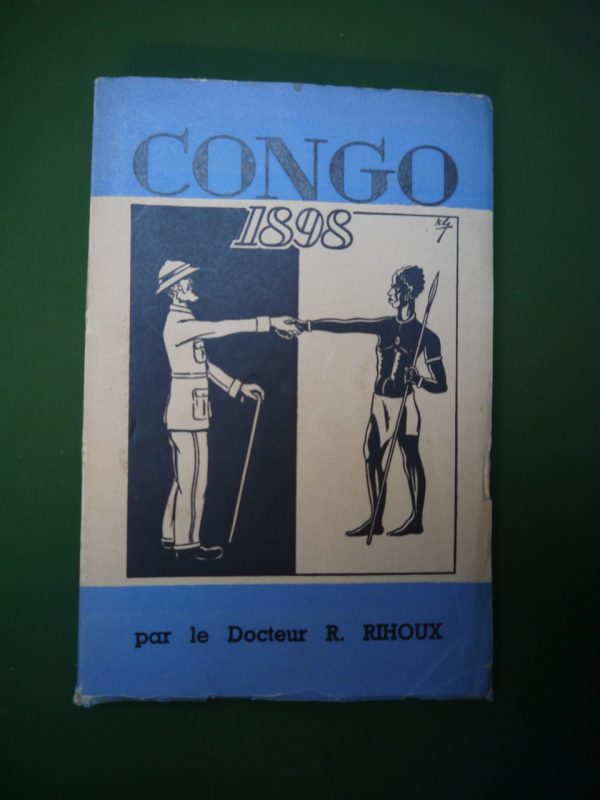 CONGO
1898
par le Docteur R. RIHOUX